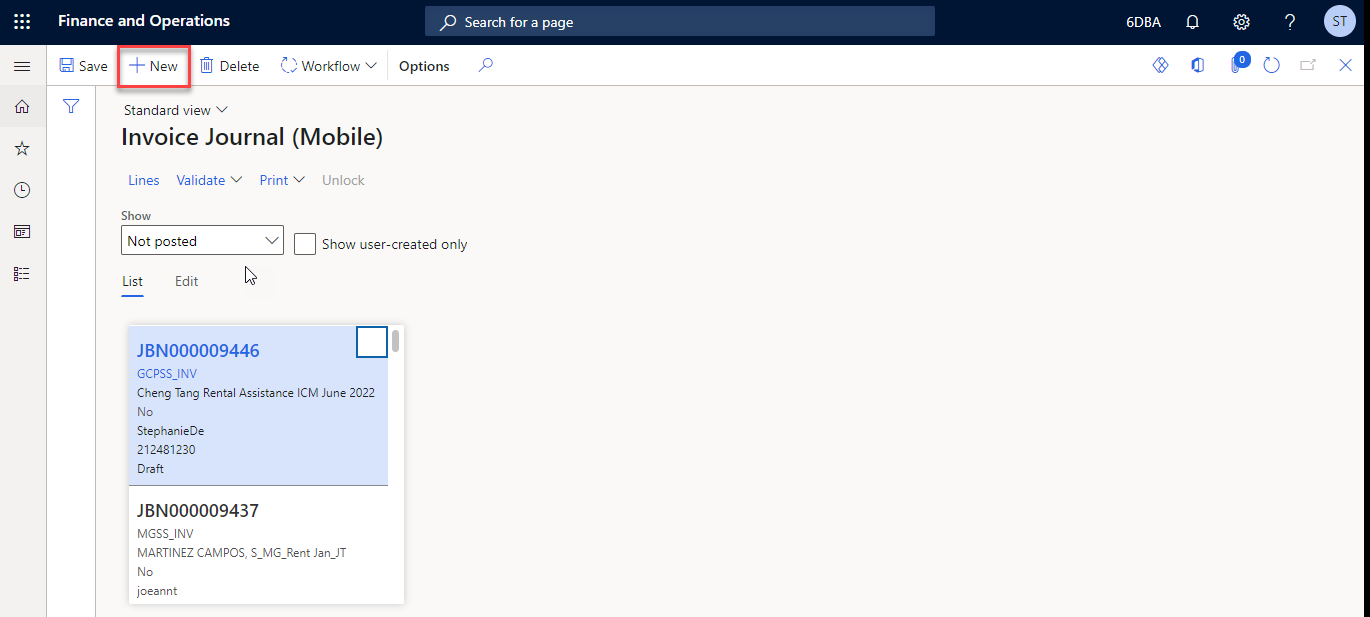 Finance and Operations
Search for a page
6DBA
?
ST
Save
New
Delete
Workflow
Options
0
Standard view
Invoice Journal (Mobile)
Lines
Validate
Print
Unlock
Show
Not posted
Show user-created only
List
Edit
JBN000009446
GCPSS_INV
Cheng Tang Rental Assistance ICM June 2022
No
StephanieDe
212481230
Draft
JBN000009437
MGSS_INV
MARTINEZ CAMPOS, S_MG_Rent Jan_JT
No
joeannt